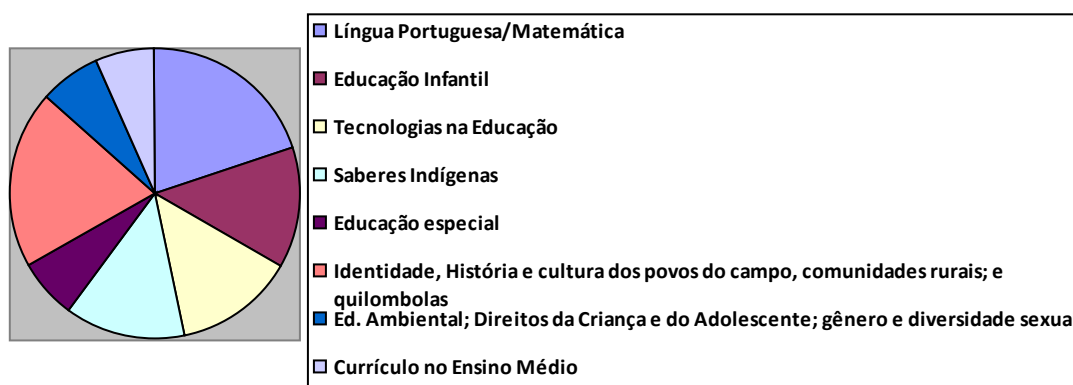 Língua Portuguesa/Matemática
Educação Infantil
Tecnologias na Educação
Saberes Indígenas
Educação especial
Identidade, História e cultura dos povos do campo, comunidades rurais; e
quilombolas
Ed. Ambiental; Direitos da Criança e do Adolescente; gênero e diversidade sexua
Currículo no Ensino Médio